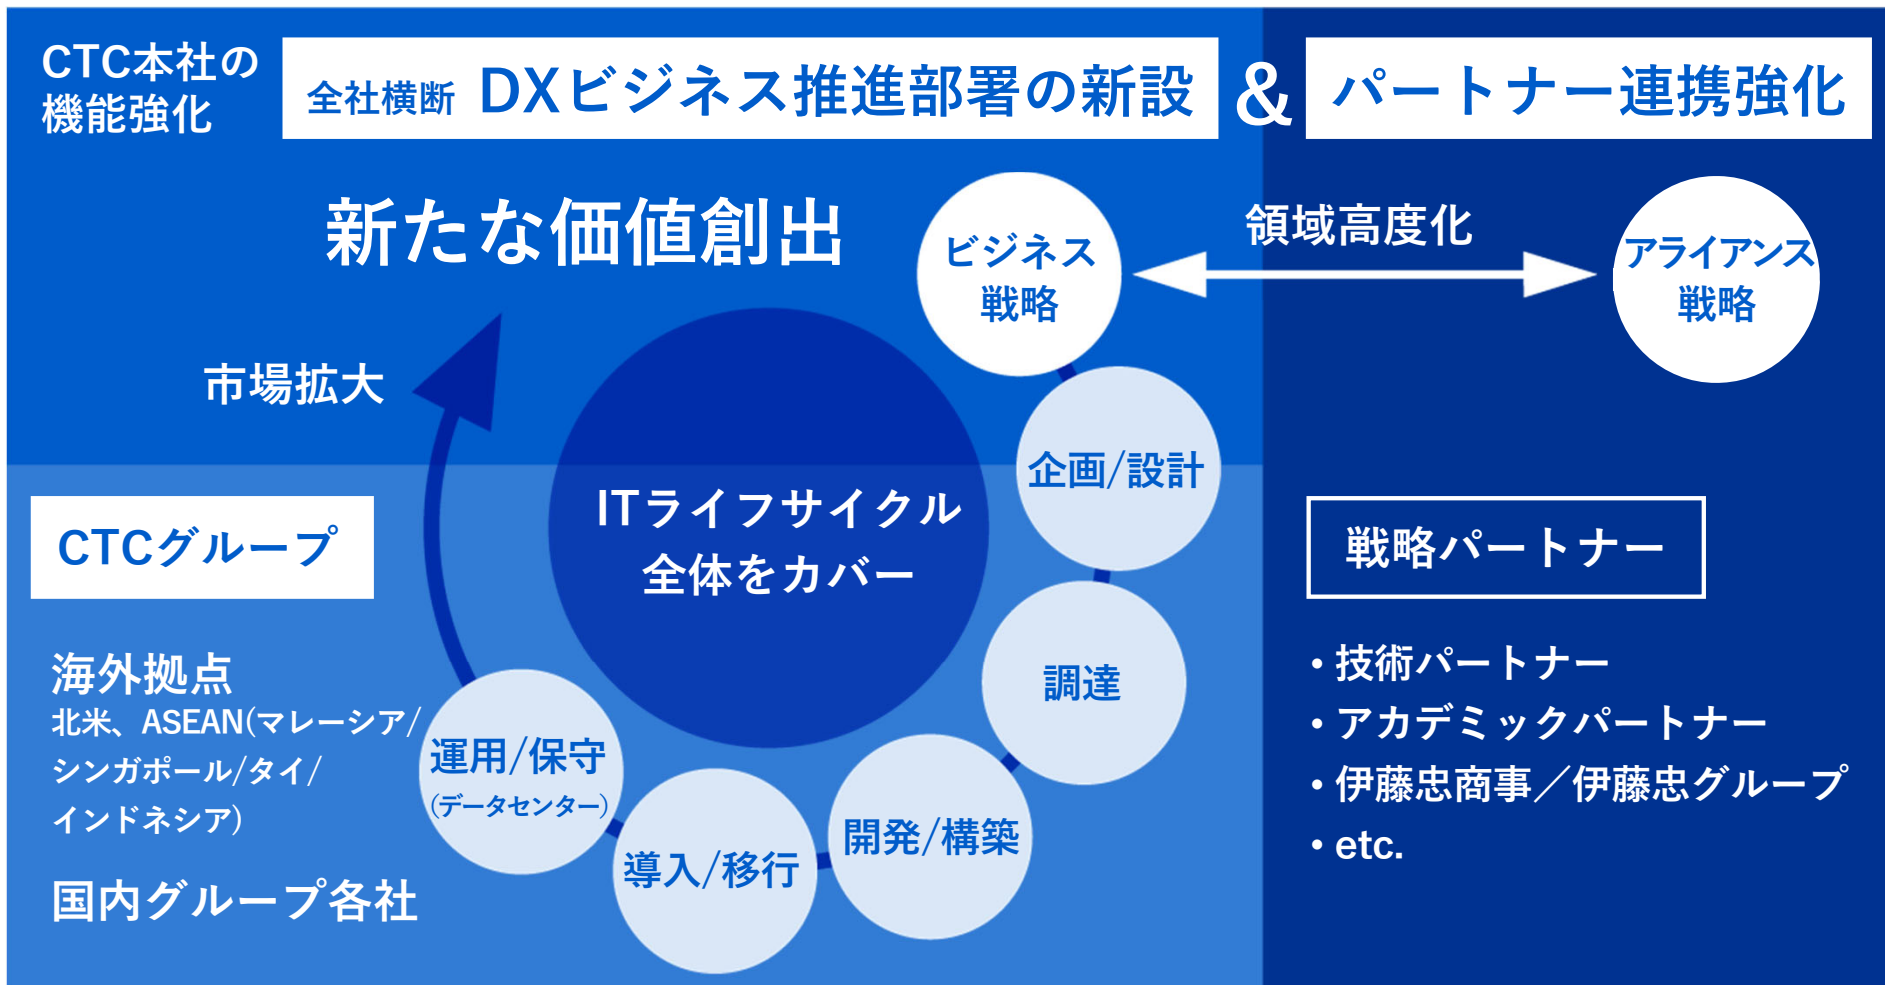 CTC本社の
機能強化
全社横断 DXビジネス推進部署の新設
&
パートナー連携強化
新たな価値創出
市場拡大
ビジネス
戦略
領域高度化
アライアンス
戦略
企画/設計
調達
開発/構築
導入/移行
運用/保守
(データセンター)
ITライフサイクル
全体をカバー
CTCグループ
海外拠点
北米、ASEAN(マレーシア/
シンガポール/タイ/
インドネシア)
国内グループ各社
戦略パートナー
・技術パートナー
・アカデミックパートナー
・伊藤忠商事／伊藤忠グループ
・etc.